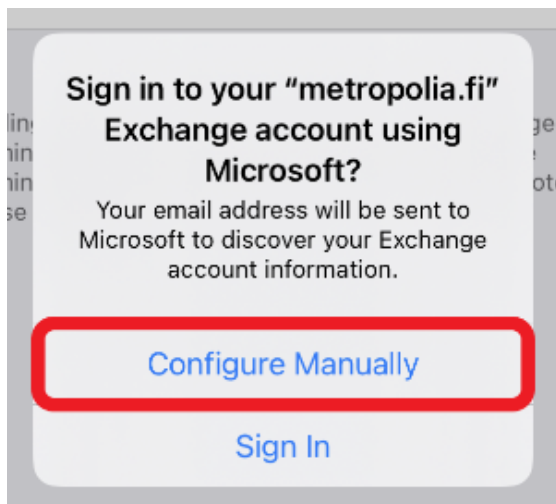 Sign in to your “metropolia.fi”
Exchange account using
Microsoft?
Your email address will be sent to
Microsoft to discover your Exchange
account information.
Configure Manually
Sign In